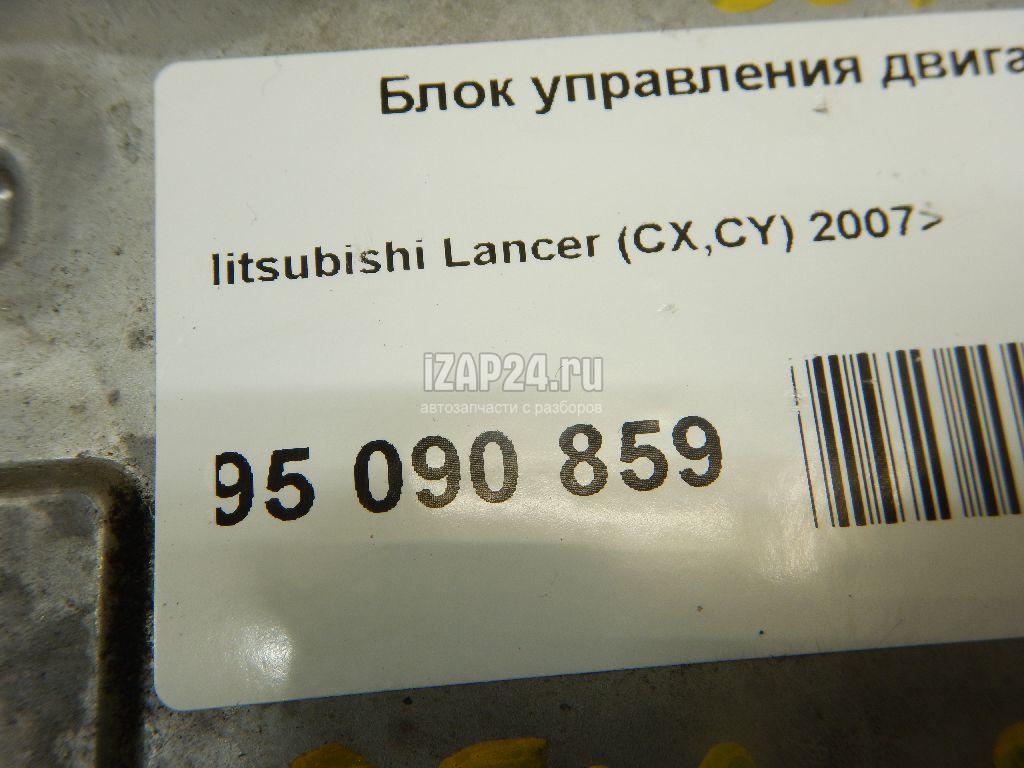 Блок управления двига
litsubishi Lancer (CX,CY) 2007>
iZAP24.ru
автозапчасти с разборов
95 090 859